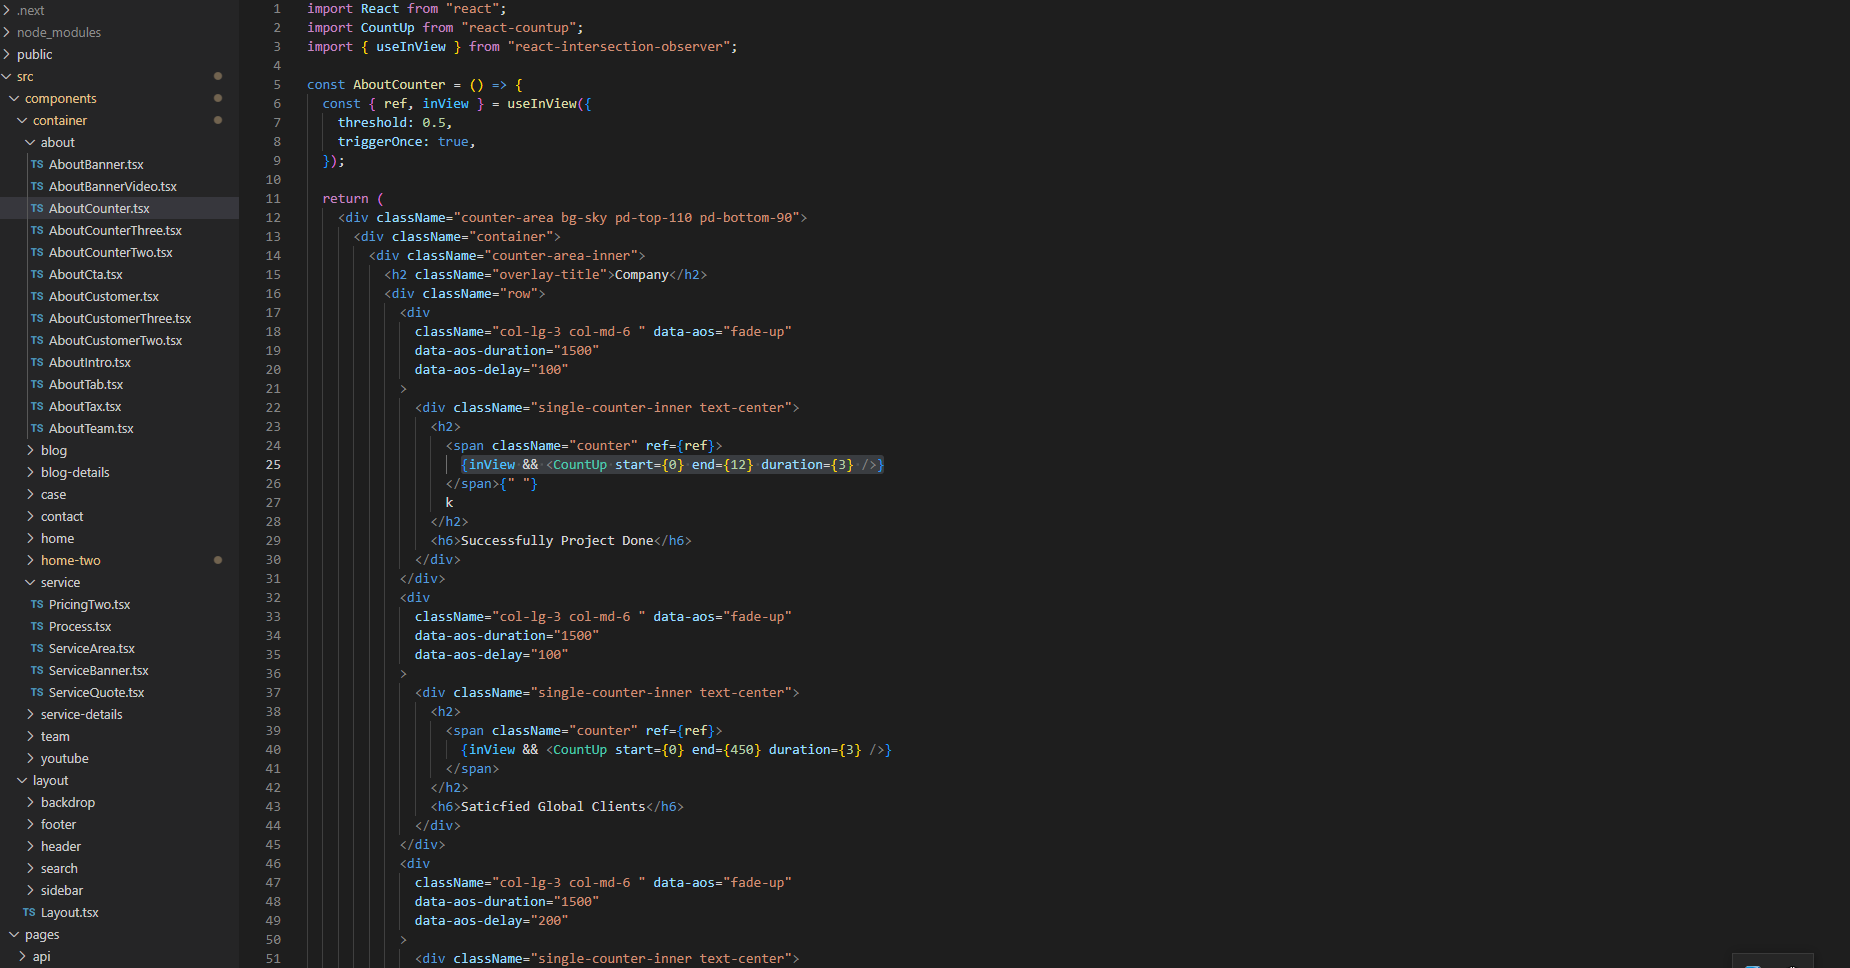 .next
node_modules
public
src
components
container
about
TS AboutBanner.tsx
TS AboutBannerVideo.tsx
TS AboutCounter.tsx
TS AboutCounterThree.tsx
TS AboutCounterTwo.tsx
TS AboutCta.tsx
TS AboutCustomer.tsx
TS AboutCustomerThree.tsx
TS AboutCustomerTwo.tsx
TS AboutIntro.tsx
TS AboutTab.tsx
TS AboutTax.tsx
TS AboutTeam.tsx
blog
blog-details
case
contact
home
home-two
service
TS PricingTwo.tsx
TS Process.tsx
TS ServiceArea.tsx
TS ServiceBanner.tsx
TS ServiceQuote.tsx
service-details
team
youtube
layout
backdrop
footer
header
search
sidebar
TS Layout.tsx
pages
api
1 import React from "react";
2 import CountUp from "react-countup";
3 import { useInView } from "react-intersection-observer";
4
5 const AboutCounter = () => {
6 const { ref, inView } = useInView({
7 threshold: 0.5,
8 triggerOnce: true,
9 });
10
11 return (
12 <div className="counter-area bg-sky pd-top-110 pd-bottom-90">
13 <div className="container">
14 <div className="counter-area-inner">
15 <h2 className="overlay-title">Company</h2>
16 <div className="row">
17 <div
18 className="col-lg-3 col-md-6 " data-aos="fade-up"
19 data-aos-duration="1500"
20 data-aos-delay="100"
21 >
22 <div className="single-counter-inner text-center">
23 <h2>
24 <span className="counter" ref={ref}>
25 {inView && <CountUp start={0} end={12} duration={3} />}
26 </span>{" "}
27 k
28 </h2>
29 <h6>Successfully Project Done</h6>
30 </div>
31 </div>
32 <div
33 className="col-lg-3 col-md-6 " data-aos="fade-up"
34 data-aos-duration="1500"
35 data-aos-delay="100"
36 >
37 <div className="single-counter-inner text-center">
38 <h2>
39 <span className="counter" ref={ref}>
40 {inView && <CountUp start={0} end={450} duration={3} />}
41 </span>
42 </h2>
43 <h6>Saticfied Global Clients</h6>
44 </div>
45 </div>
46 <div
47 className="col-lg-3 col-md-6 " data-aos="fade-up"
48 data-aos-duration="1500"
49 data-aos-delay="200"
50 >
51 <div className="single-counter-inner text-center">